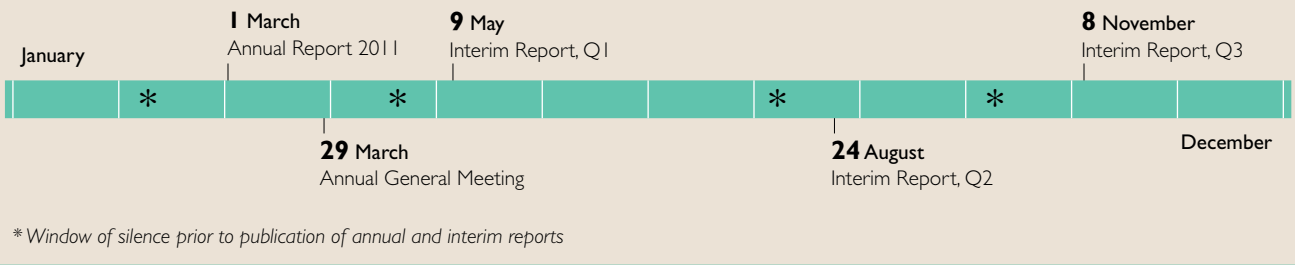 January
1 March
Annual Report 2011
9 May
Interim Report, Q1
8 November
Interim Report, Q3
* * * *
29 March
Annual General Meeting
24 August
Interim Report, Q2
December
* Window of silence prior to publication of annual and interim reports